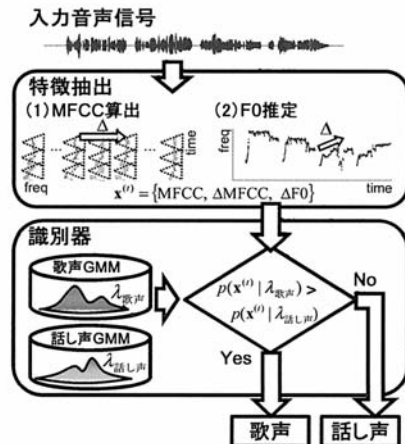 入力音声信号
特徴抽出
(1)MFCC算出
(2)F0推定
Δ
Δ
freq
time
freq
time
x⁽ᵗ⁾ = {MFCC, ΔMFCC, ΔF0}
識別器
歌声GMM
λ歌声
話し声GMM
λ話し声
p(x⁽ᵗ⁾ | λ歌声) >
p(x⁽ᵗ⁾ | λ話し声)
No
Yes
歌声
話し声